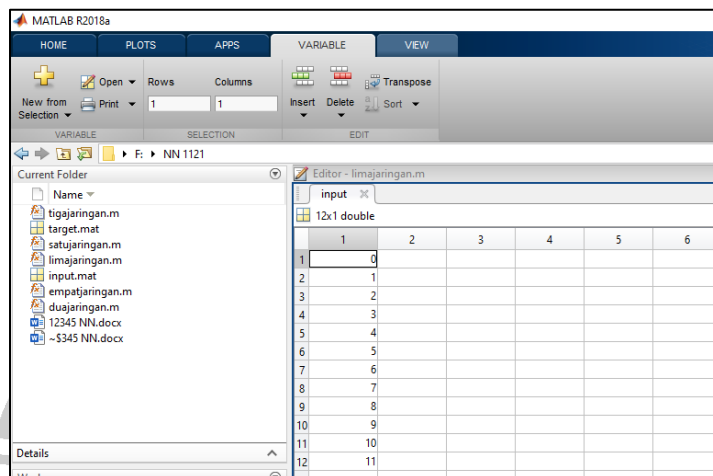 MATLAB R2018a
HOME PLOTS APPS VARIABLE VIEW
New from Selection Open Print Rows Columns Insert Delete Transpose Sort
1 1
VARIABLE SELECTION EDIT
F: NN 1121
Current Folder
Name
tigajaringan.m
target.mat
satujaringan.m
limajaringan.m
input.mat
empatjaringan.m
duajaringan.m
12345 NN.docx
~$345 NN.docx
Details
Editor - limajaringan.m
input
12x1 double
1 2 3 4 5 6
1 0
2 1
3 2
4 3
5 4
6 5
7 6
8 7
9 8
10 9
11 10
12 11